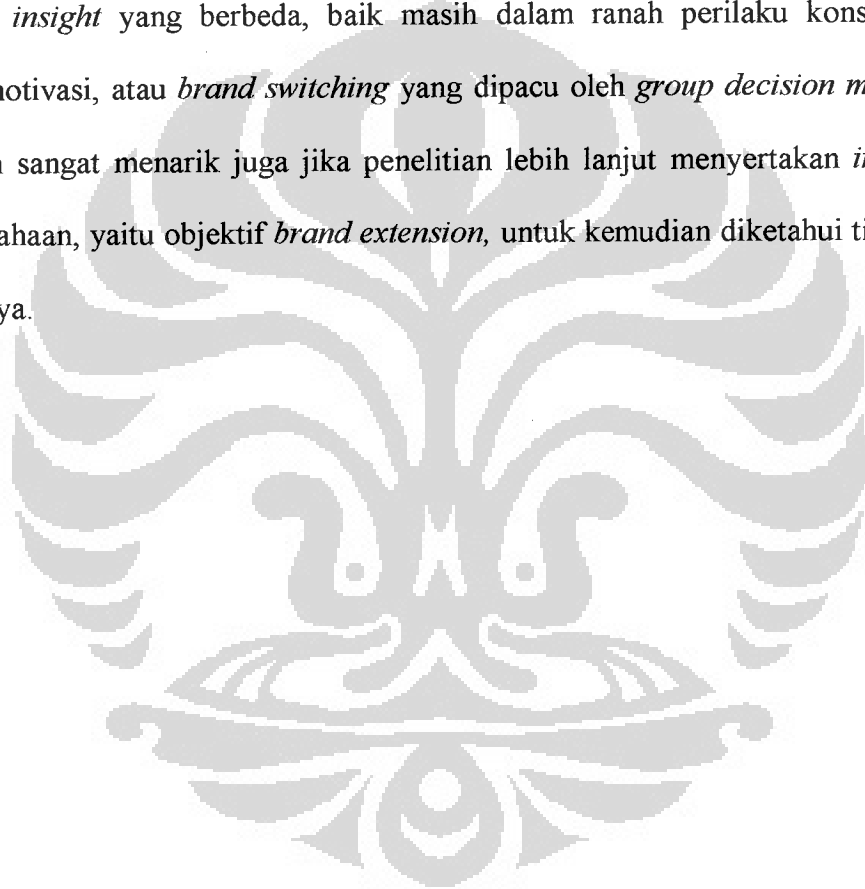 insight yang berbeda, baik masih dalam ranah perilaku kons
notivasi, atau brand switching yang dipacu oleh group decision m
sangat menarik juga jika penelitian lebih lanjut menyertakan
ahaan, yaitu objektif brand extension, untuk kemudian diketahui ti
ya.